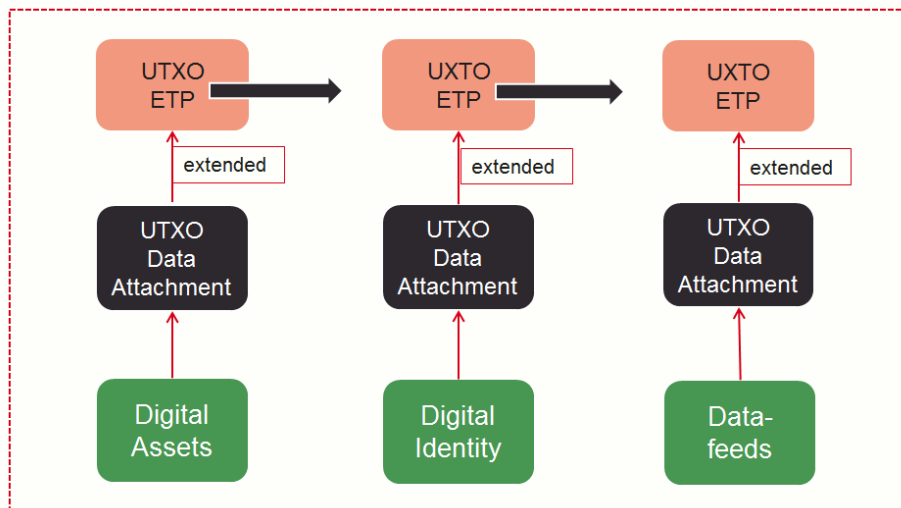 UTXO
ETP
UXTO
ETP
UXTO
ETP
extended
extended
extended
UTXO
Data
Attachment
UTXO
Data
Attachment
UTXO
Data
Attachment
Digital
Assets
Digital
Identity
Data-
feeds